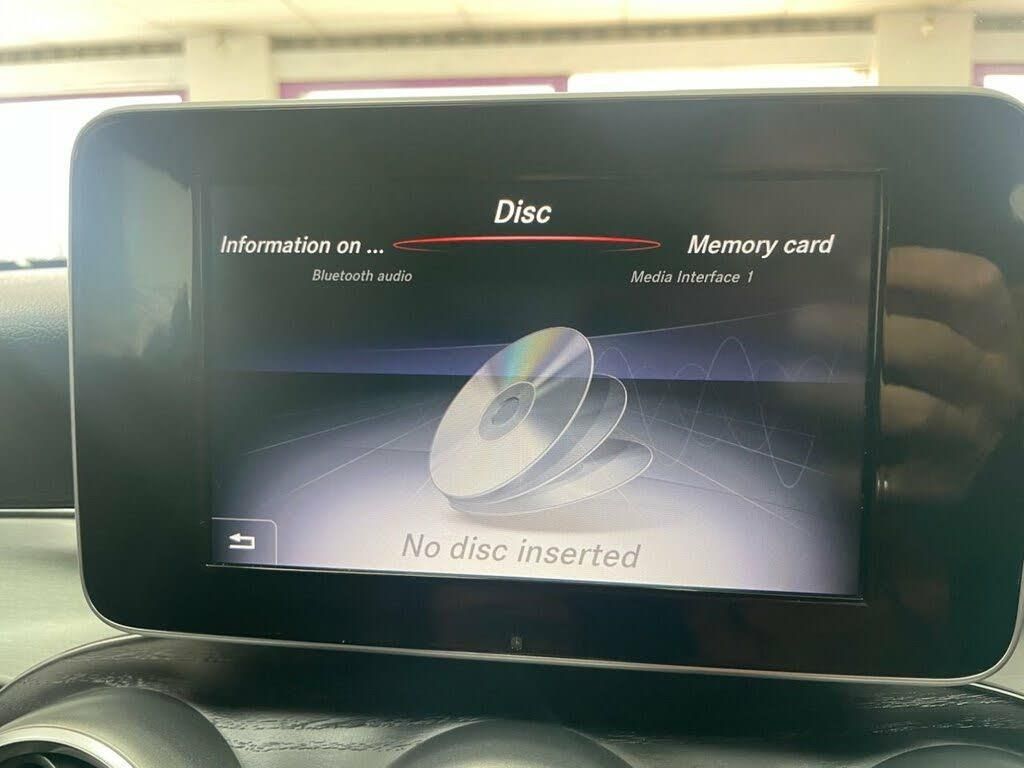 Disc
Information on ...
Memory card
Bluetooth audio
Media Interface 1
No disc inserted